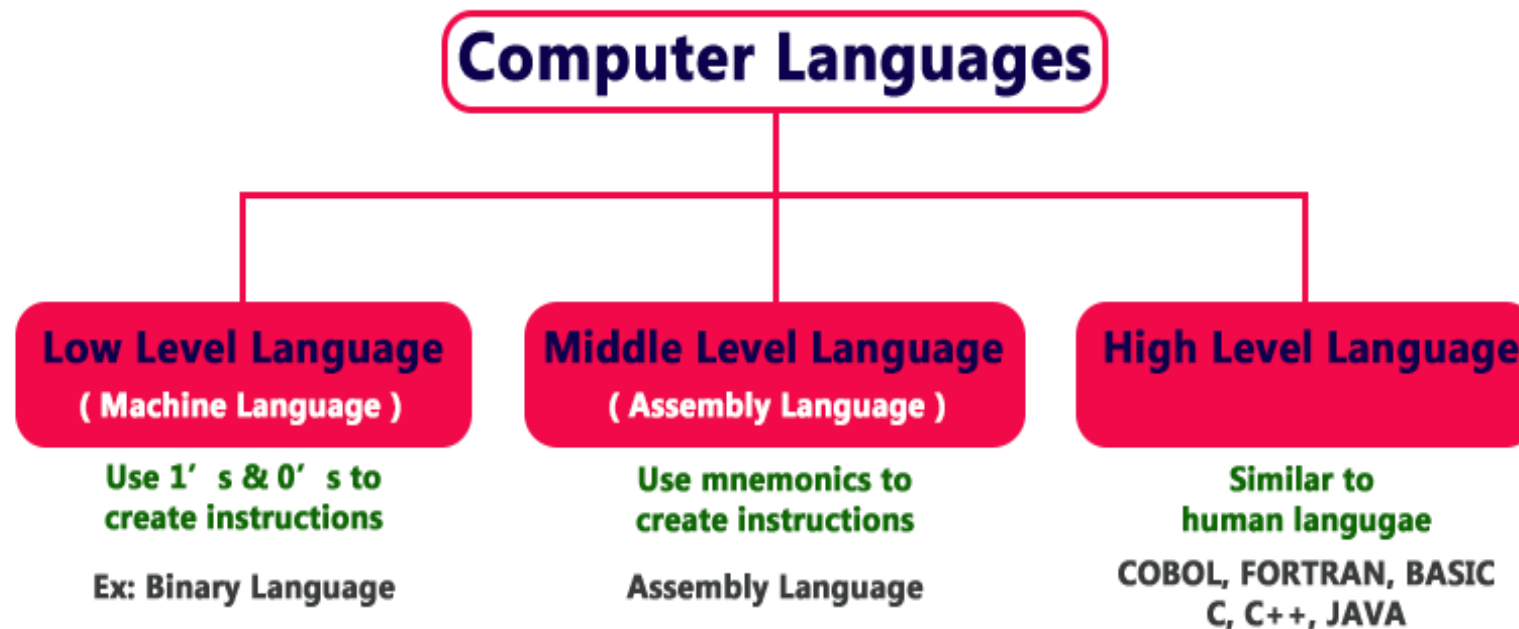 Computer Languages
Low Level Language
( Machine Language )
Use 1′ s & 0′ s to
create instructions
Ex: Binary Language
Middle Level Language
( Assembly Language )
Use mnemonics to
create instructions
Assembly Language
High Level Language
Similar to
human langugae
COBOL, FORTRAN, BASIC
C, C++, JAVA